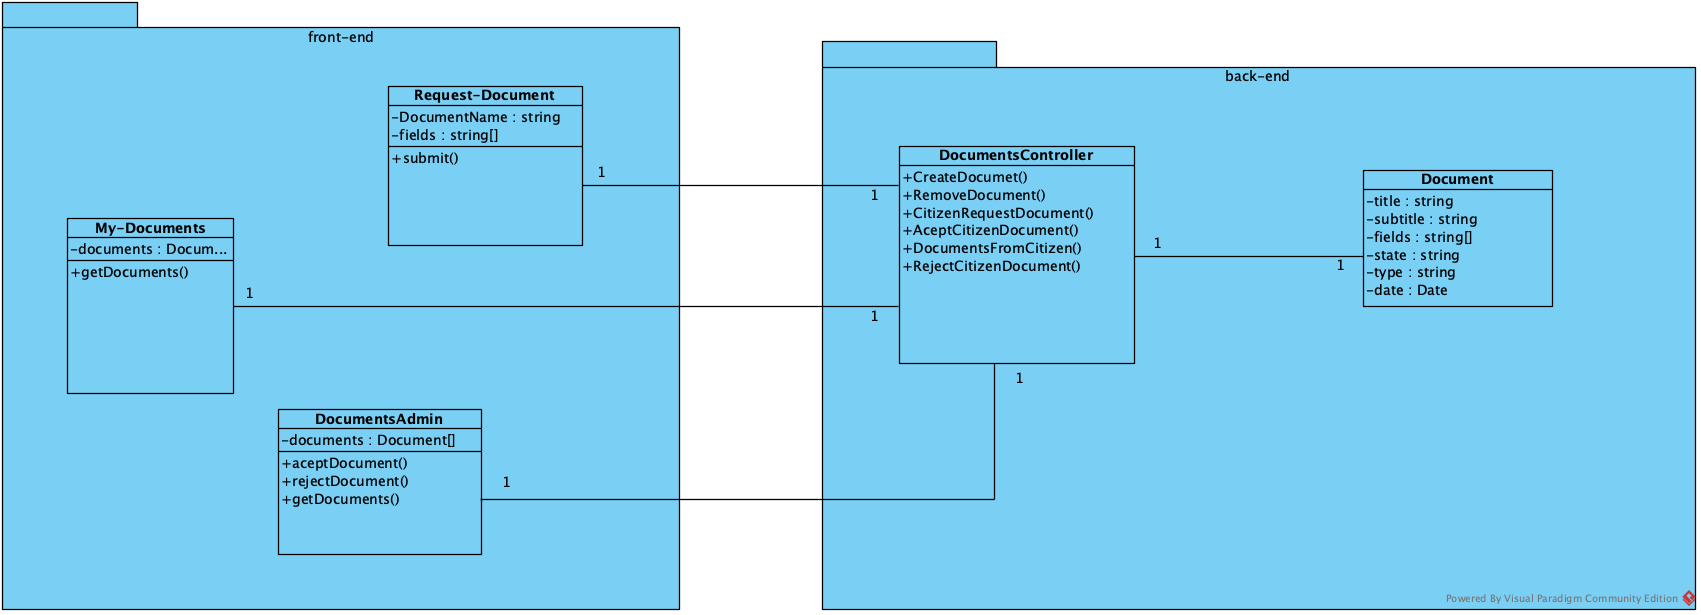 front-end
Request-Document
-DocumentName : string
-fields : string[]
+submit()
1
My-Documents
-documents : Docum...
+getDocuments()
1
DocumentsAdmin
-documents : Document[]
+aceptDocument()
+rejectDocument()
+getDocuments()
1
back-end
DocumentsController
+CreateDocumet()
+RemoveDocument()
+CitizenRequestDocument()
+AceptCitizenDocument()
+DocumentsFromCitizen()
+RejectCitizenDocument()
1
1
1
1
Document
-title : string
-subtitle : string
-fields : string[]
-state : string
-type : string
-date : Date
1
Powered By Visual Paradigm Community Edition